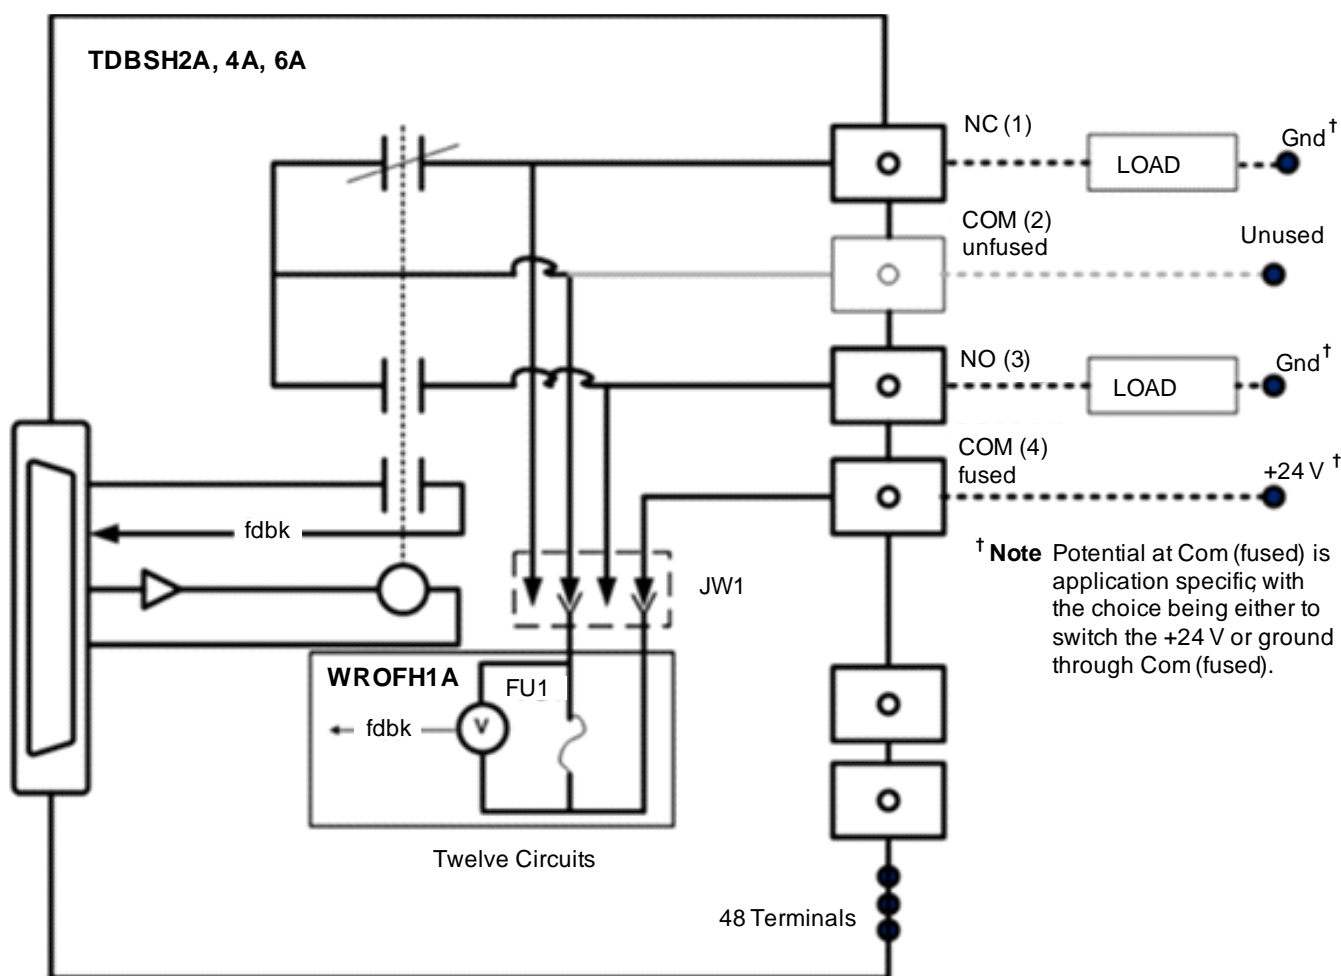 TDBSH2A, 4A, 6A
NC (1)
LOAD
Gnd†
COM (2)
unfused
Unused
NO (3)
LOAD
Gnd†
COM (4)
fused
+24 V †
fdbk
† Note Potential at Com (fused) is
application specific, with
the choice being either to
switch the +24 V or ground
through Com (fused).
JW1
WROFH1A
FU1
fdbk
V
Twelve Circuits
48 Terminals